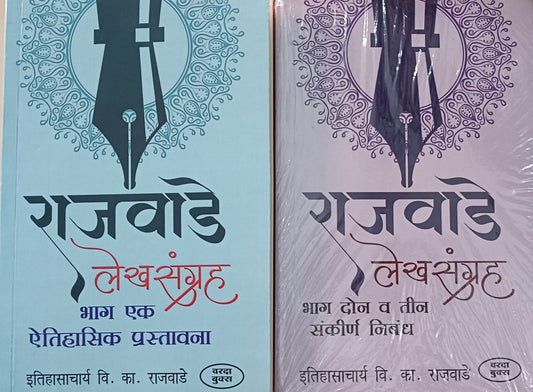 राजवाडे
लेखसंग्रह
भाग एक
ऐतिहासिक प्रस्तावना
इतिहासाचार्य वि. का. राजवाडे
वरदा
बुक्स
राजवाडे
लेखसंग्रह
भाग दोन व तीन
संकीर्ण निबंध
इतिहासाचार्य वि. का. राजवाडे
वरदा
बुक्स